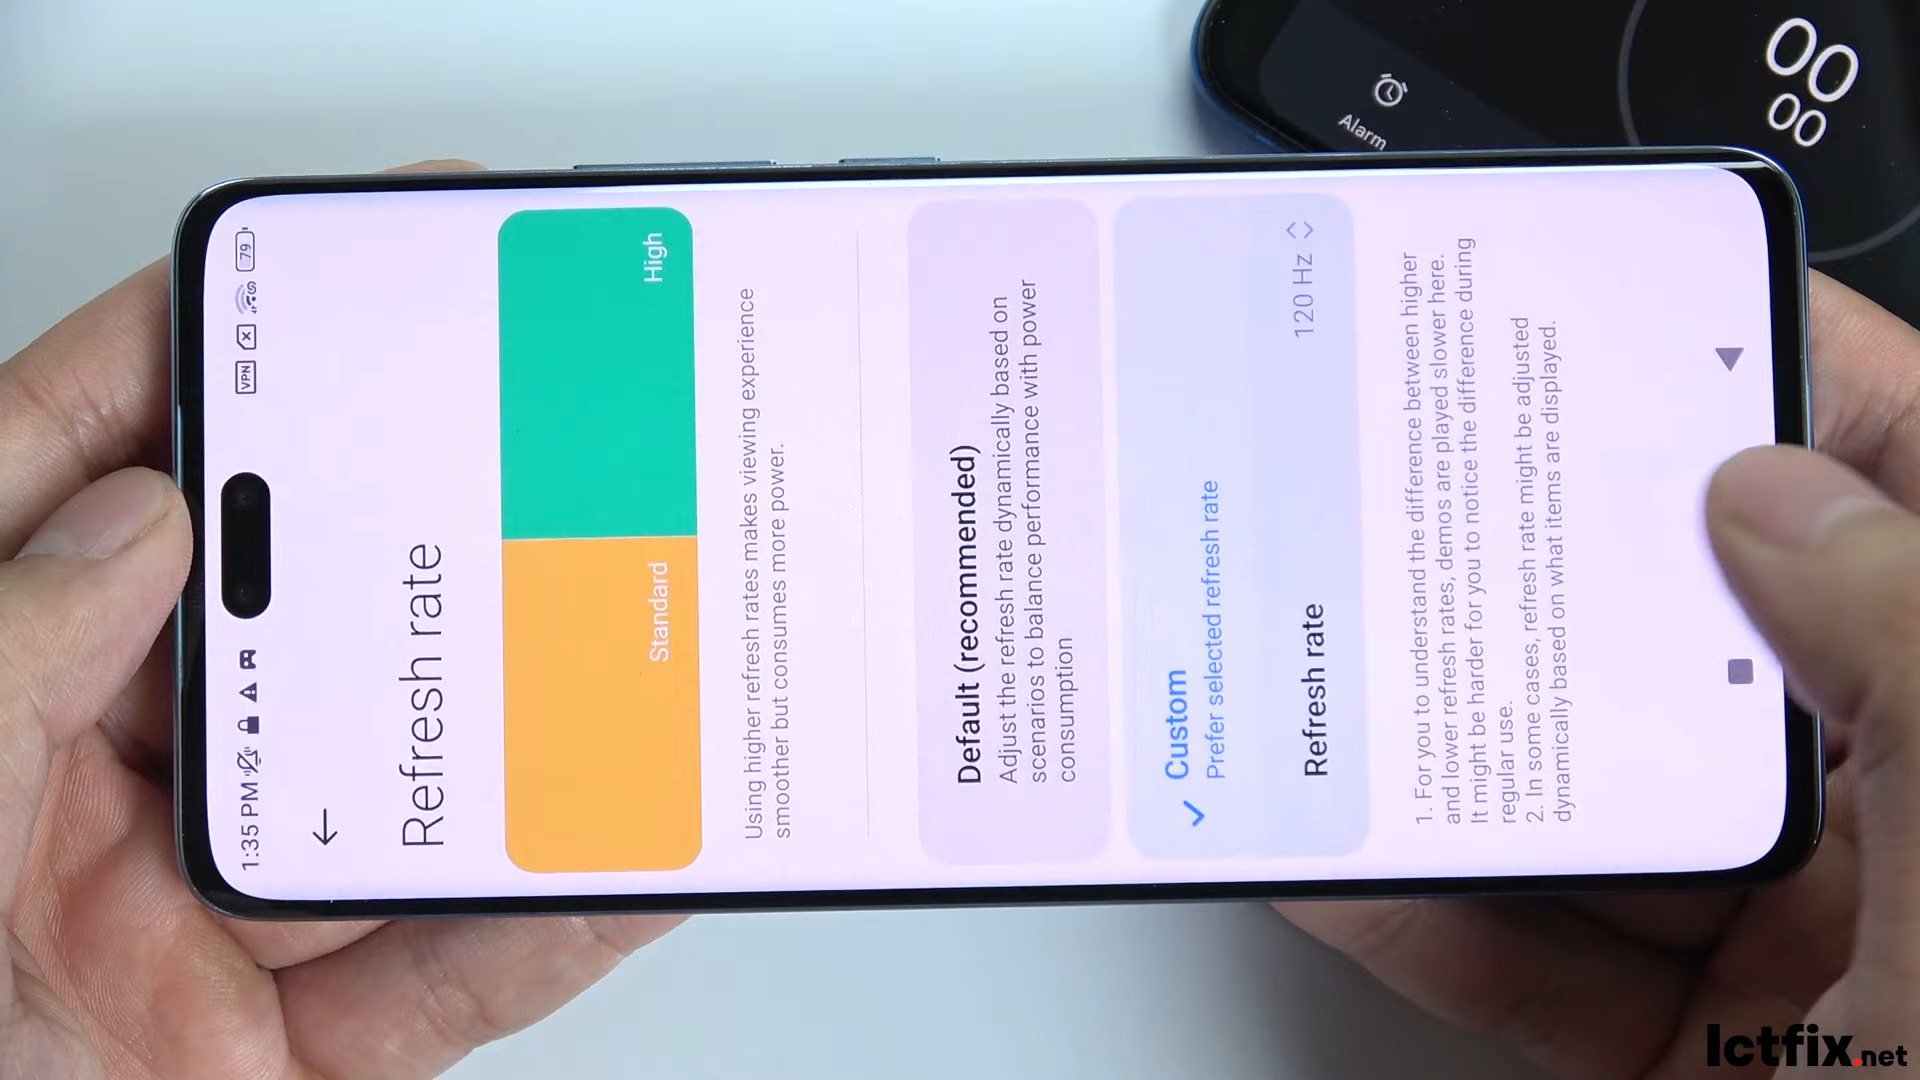 1:35 PM
VPN
79
Refresh rate
Standard
High
Using higher refresh rates makes viewing experience
smoother but consumes more power.
Default (recommended)
Adjust the refresh rate dynamically based on
scenarios to balance performance with power
consumption
Custom
Prefer selected refresh rate
Refresh rate
120 Hz
1. For you to understand the difference between higher
and lower refresh rates, demos are played slower here.
It might be harder for you to notice the difference during
regular use.
2. In some cases, refresh rate might be adjusted
dynamically based on what items are displayed.
Alarm
00
00
Ictfix.net